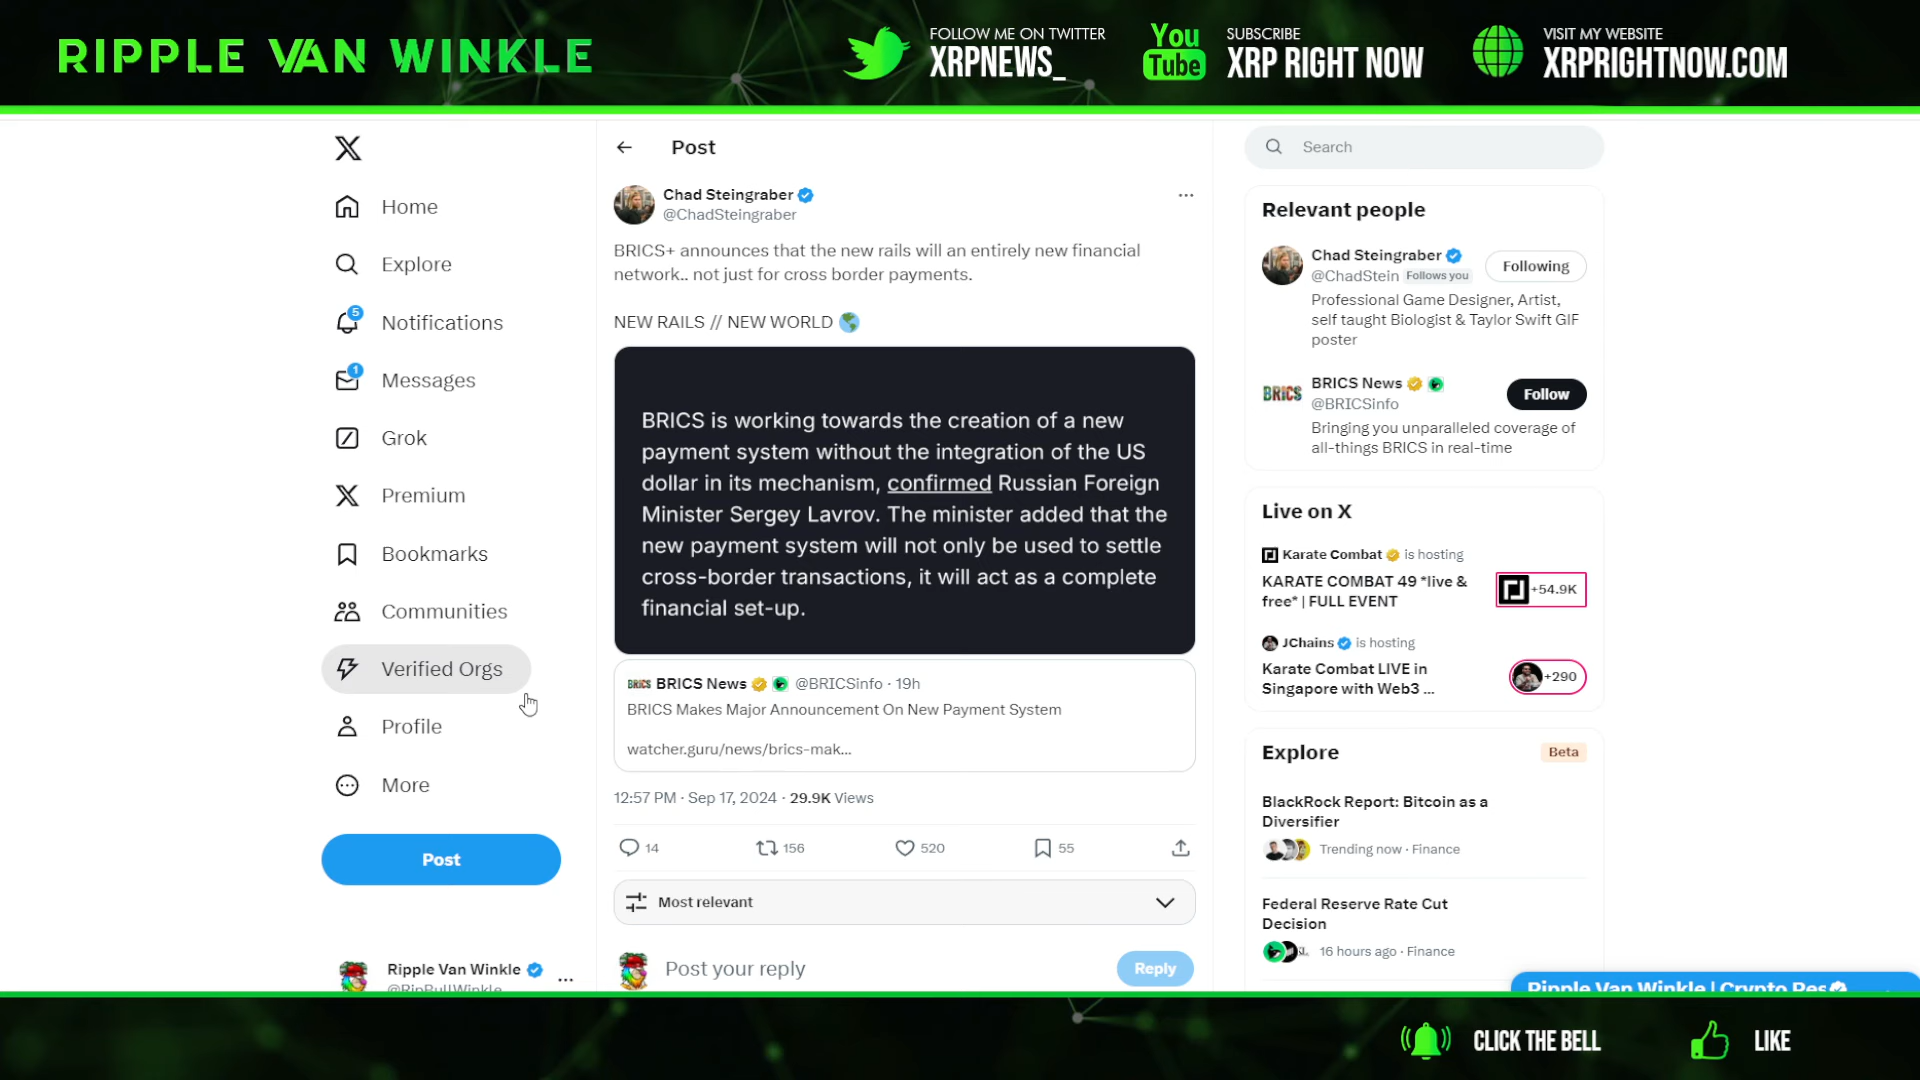 RIPPLE VAN WINKLE
FOLLOW ME ON TWITTER
XRPNEWS_
You
Tube
SUBSCRIBE
XRP RIGHT NOW
VISIT MY WEBSITE
XRPRIGHTNOW.COM
Home
Explore
5
Notifications
1
Messages
Grok
Premium
Bookmarks
Communities
Verified Orgs
Profile
More
Post
Ripple Van Winkle
@RipBullWinkle
Post
Chad Steingraber
@ChadSteingraber
BRICS+ announces that the new rails will an entirely new financial
network.. not just for cross border payments.
NEW RAILS // NEW WORLD 🌎
BRICS is working towards the creation of a new
payment system without the integration of the US
dollar in its mechanism, confirmed Russian Foreign
Minister Sergey Lavrov. The minister added that the
new payment system will not only be used to settle
cross-border transactions, it will act as a complete
financial set-up.
BRICS BRICS News @BRICSinfo · 19h
BRICS Makes Major Announcement On New Payment System
watcher.guru/news/brics-mak...
12:57 PM · Sep 17, 2024 · 29.9K Views
14 156 520 55
Most relevant
Post your reply
Reply
Search
Relevant people
Chad Steingraber
@ChadStein Follows you
Following
Professional Game Designer, Artist,
self taught Biologist & Taylor Swift GIF
poster
BRICS
BRICS News
@BRICSinfo
Follow
Bringing you unparalleled coverage of
all-things BRICS in real-time
Live on X
Karate Combat is hosting
KARATE COMBAT 49 *live &
free* | FULL EVENT
+54.9K
JChains is hosting
Karate Combat LIVE in
Singapore with Web3 ...
+290
Explore
Beta
BlackRock Report: Bitcoin as a
Diversifier
Trending now · Finance
Federal Reserve Rate Cut
Decision
16 hours ago · Finance
Ripple Van Winkle | Crypto Res
CLICK THE BELL
LIKE